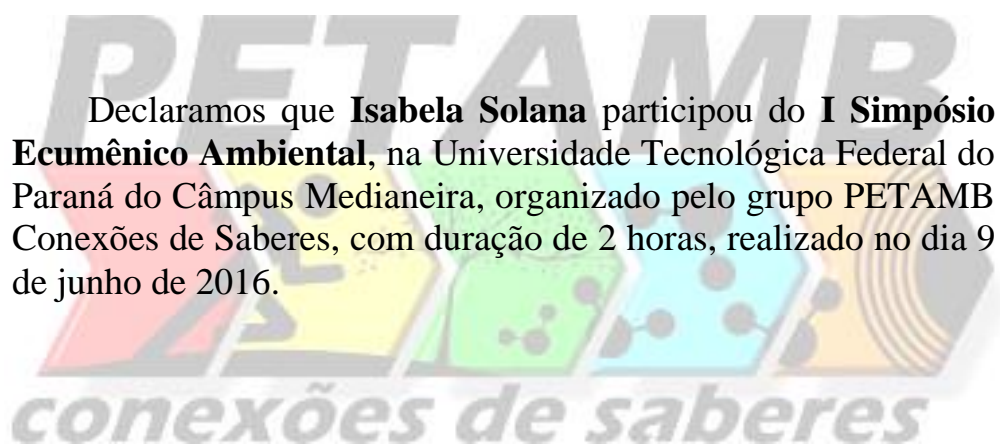 PETAMB
Declaramos que Isabela Solana participou do I Simpósio
Ecumênico Ambiental, na Universidade Tecnológica Federal do
Paraná do Câmpus Medianeira, organizado pelo grupo PETAMB
Conexões de Saberes, com duração de 2 horas, realizado no dia 9
de junho de 2016.
conexões de saberes